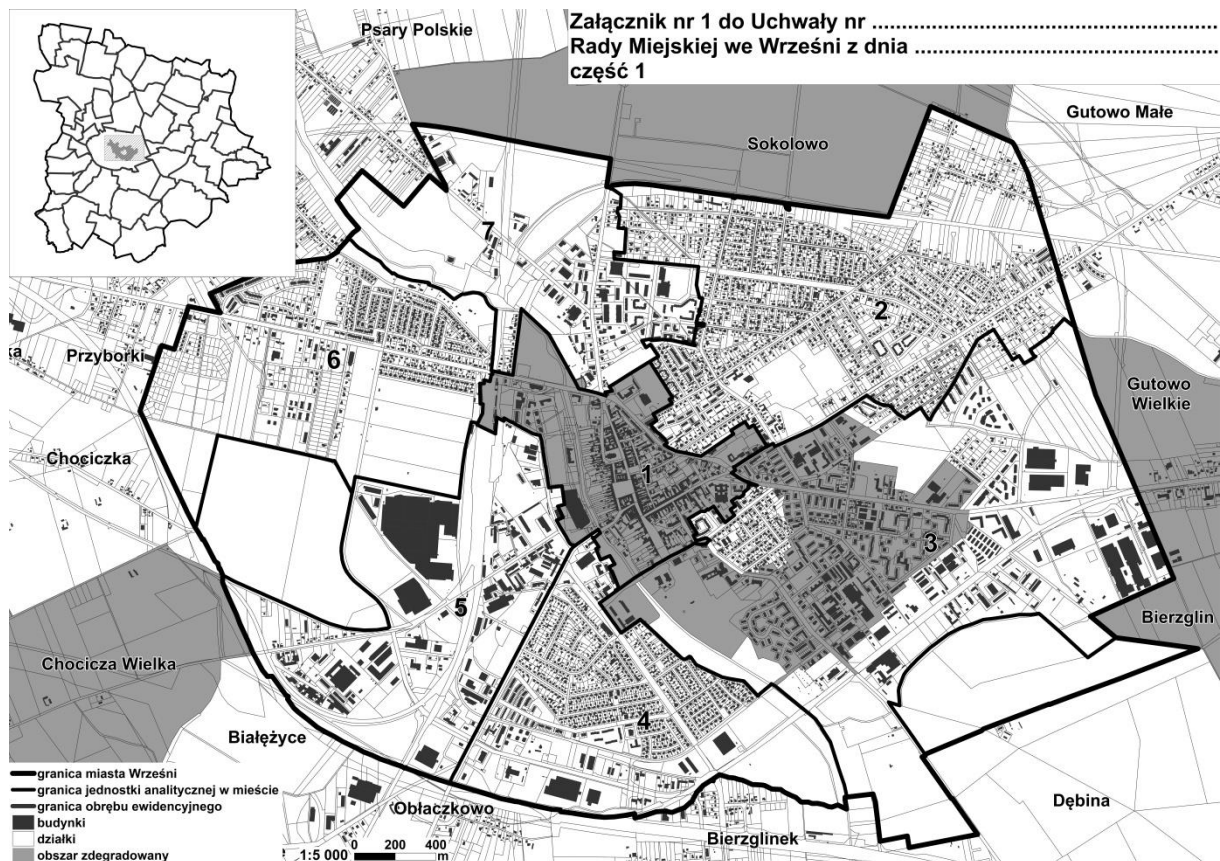 Załącznik nr 1 do Uchwały nr ......................................................
Rady Miejskiej we Wrześni z dnia ...............................................
część 1
Psary Polskie
Gutowo Małe
Sokolowo
7
2
6
Przyborki
ka
Gutowo
Wielkie
Chociczka
1
3
5
Bierzglin
Chocicza Wielka
4
Białężyce
Obłaczkowo
Bierzglinek
Dębina
granica miasta Wrześni
granica jednostki analitycznej w mieście
granica obrębu ewidencyjnego
budynki
działki
obszar zdegradowany
1:5 000
0 200 400
m